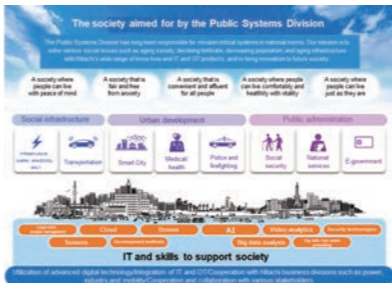 The society aimed for by the Public Systems Division
The Public Systems Division has long been responsible for mission critical systems in national norms. Our mission is to
solve various social issues such as aging society, declining birthrate, decreasing population, and aging infrastructure
with Hitachi's wide range of know-how and IT and OT products, and to bring innovation to future society.
A society where
people can live
with peace of mind
A society that is
fair and free
from anxiety
A society that is
convenient and affluent
for all people
A society where people
can live comfortably and
healthily with vitality
A society where
people can live
just as they are
Social infrastructure
Urban development
Public administration
Infrastructure
Transportation
Smart City
Medical/
health
Police and
firefighting
Social
security
National
services
E-government
Cloud
Drones
AI
Video analytics
Security technologies
Sensors
Development methods
Big data analysis
IT and skills to support society
Utilization of advanced digital technology/Integration of IT and OT/Cooperation with Hitachi business divisions such as power,
industry and mobility/Cooperation and collaboration with various stakeholders